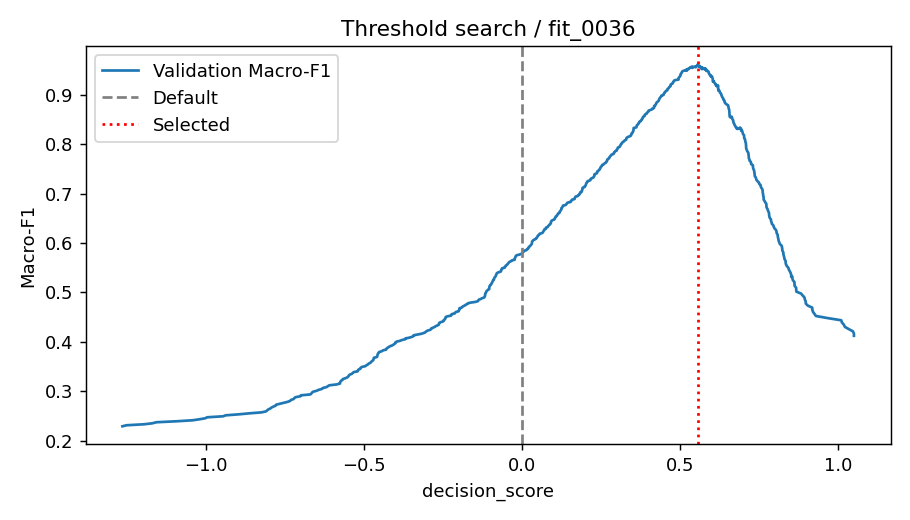 Threshold search / fit_0036
Validation Macro-F1
Default
Selected
Macro-F1
0.9
0.8
0.7
0.6
0.5
0.4
0.3
0.2
−1.0
−0.5
0.0
0.5
1.0
decision_score